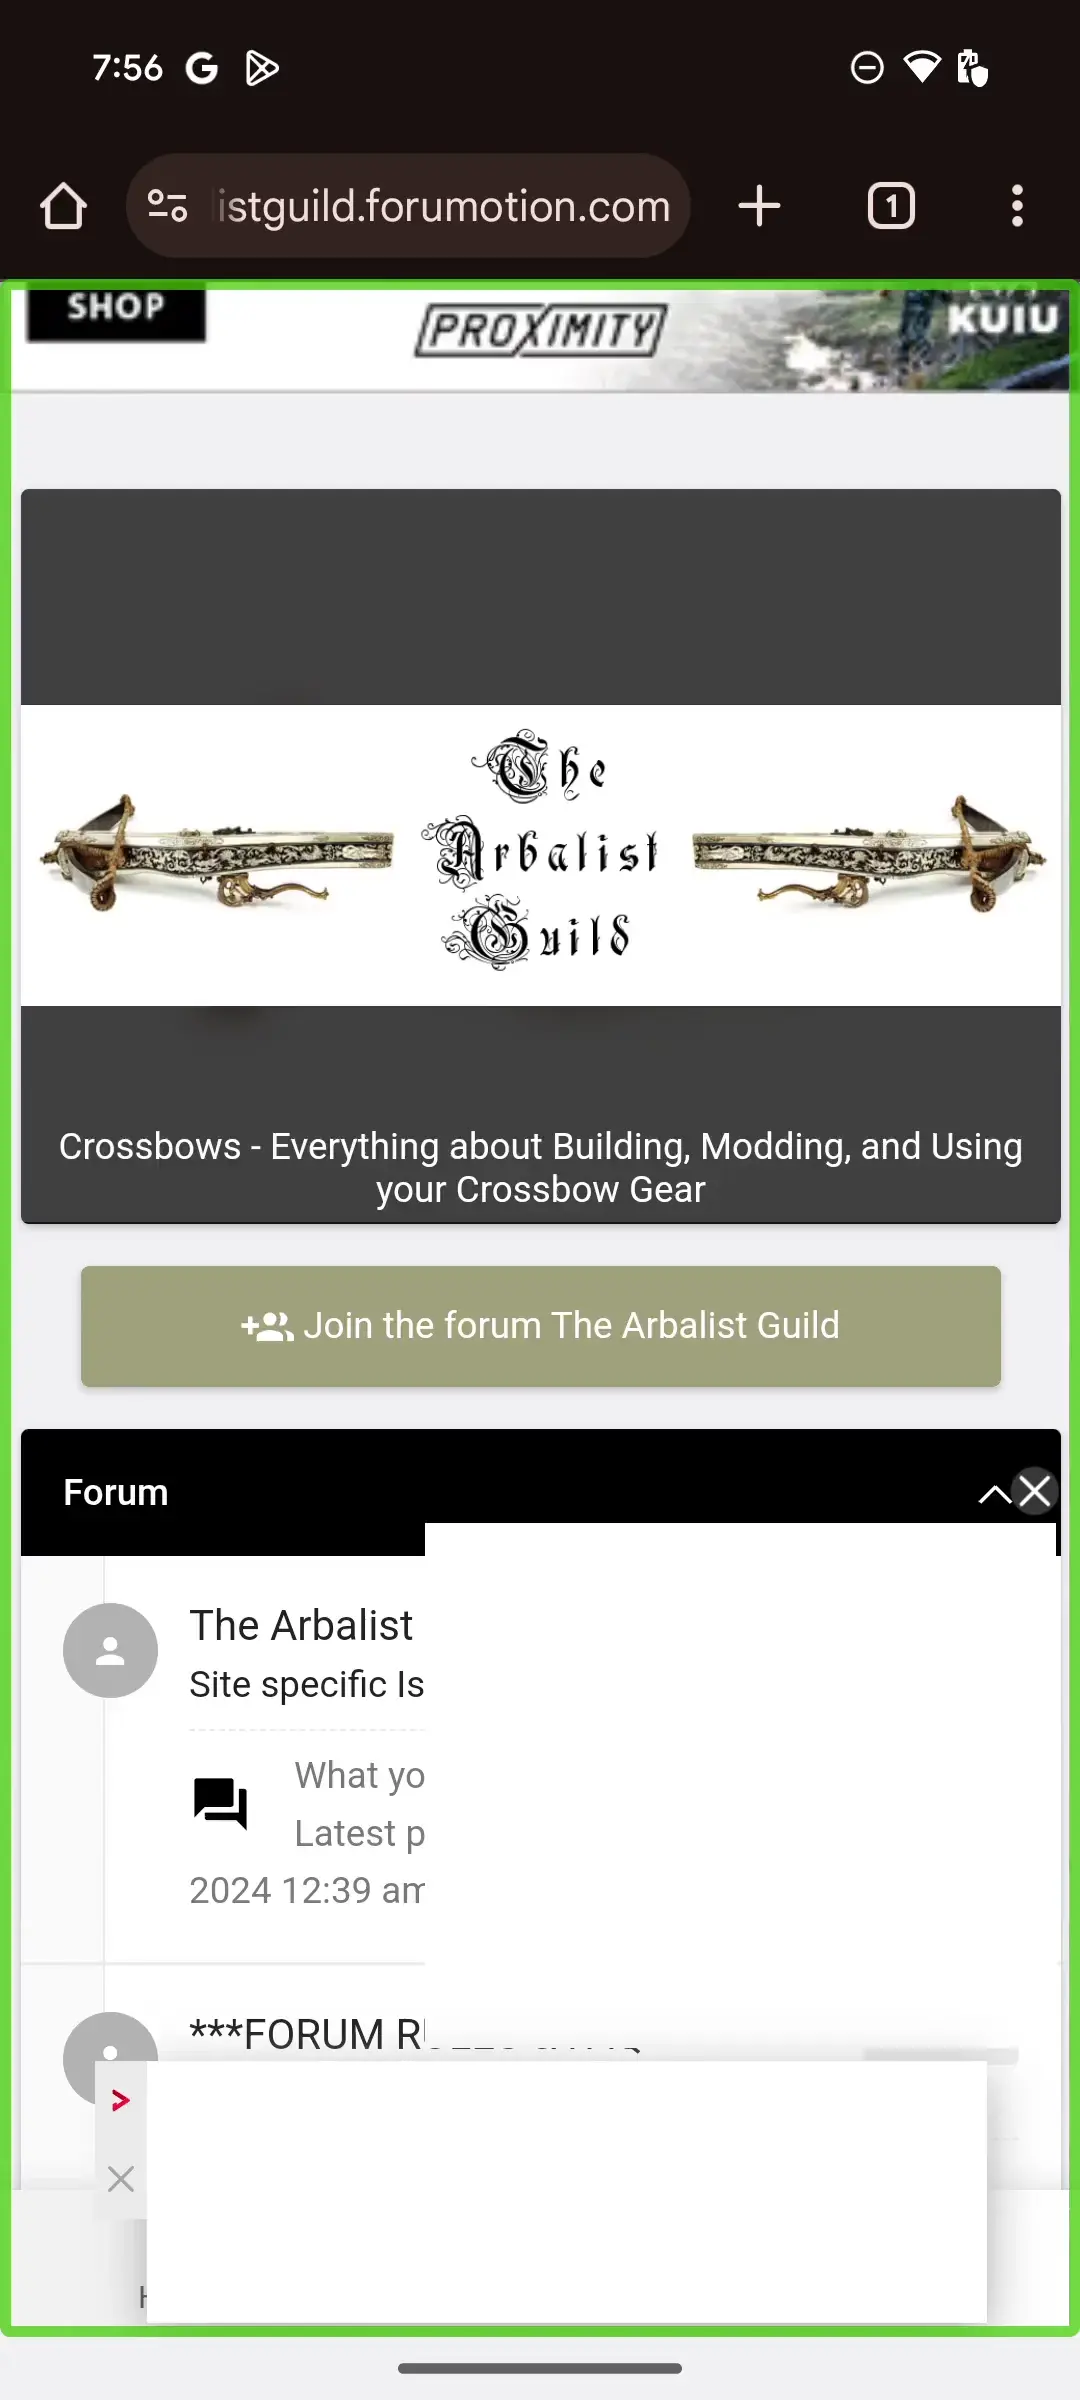 7:56
istguild.forumotion.com
1
SHOP
PROXIMITY
KUIU
The
Arbalist
Guild
Crossbows - Everything about Building, Modding, and Using
your Crossbow Gear
Join the forum The Arbalist Guild
Forum
The Arbalist
Site specific Is
What yo
Latest p
2024 12:39 am
***FORUM